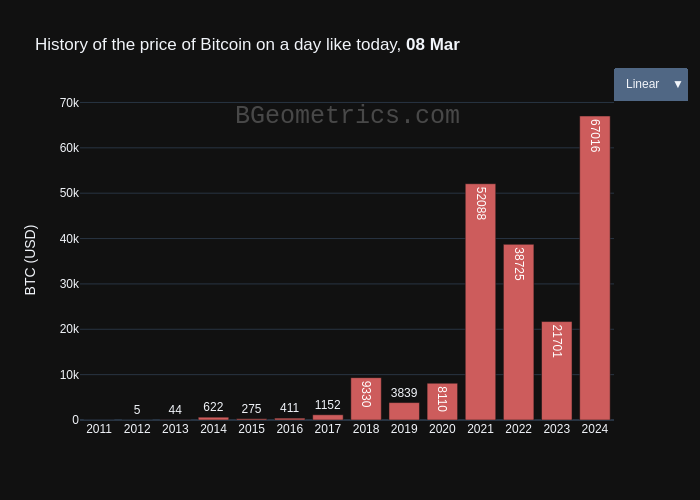 History of the price of Bitcoin on a day like today, 08 Mar
Linear ▼
BGeometrics.com
BTC (USD)
70k
60k
50k
40k
30k
20k
10k
0
5
44
622
275
411
1152
9330
3839
8110
52088
38725
21701
67016
2011 2012 2013 2014 2015 2016 2017 2018 2019 2020 2021 2022 2023 2024